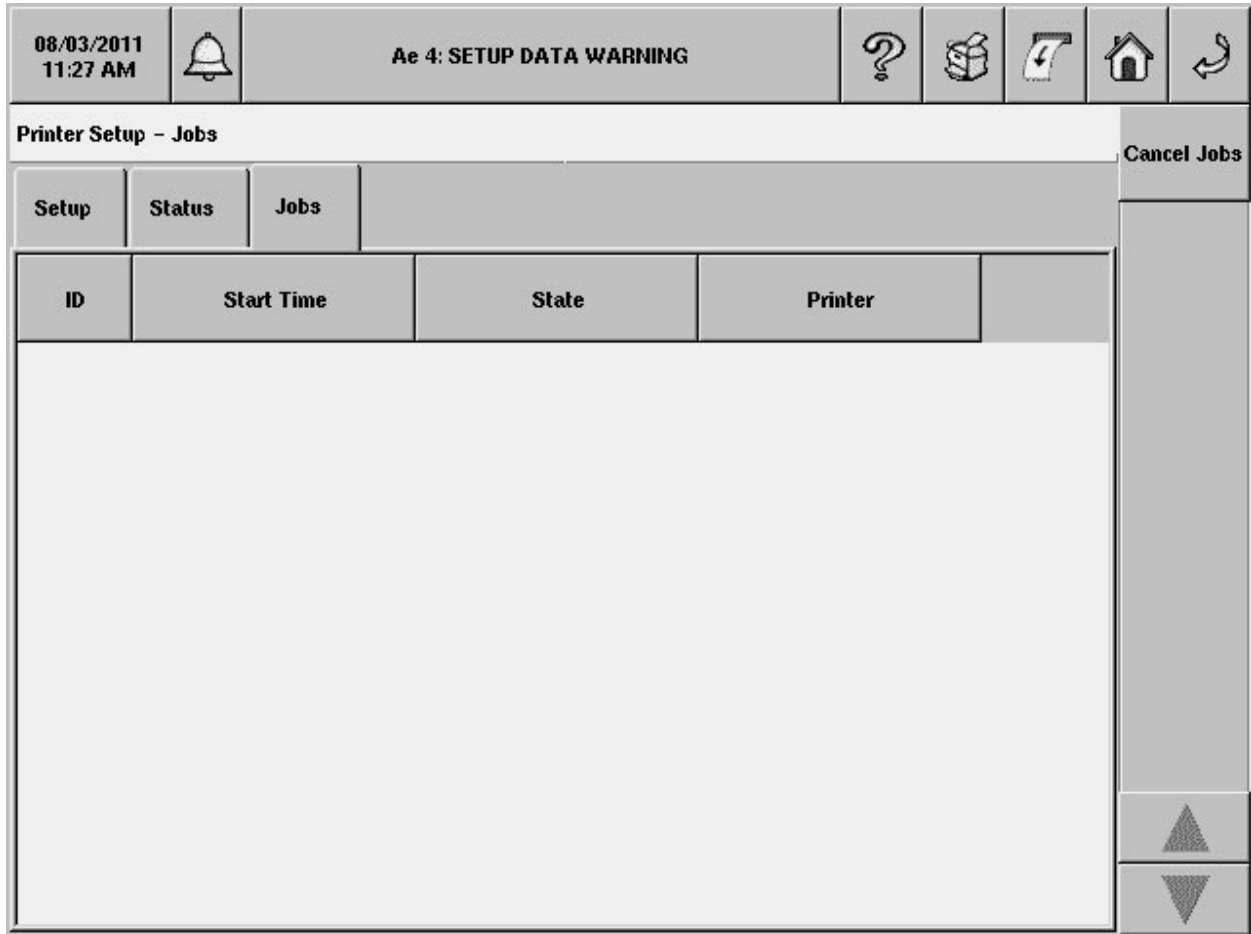 08/03/2011
11:27 AM
Ae 4: SETUP DATA WARNING
Printer Setup – Jobs
Cancel Jobs
Setup
Status
Jobs
ID
Start Time
State
Printer